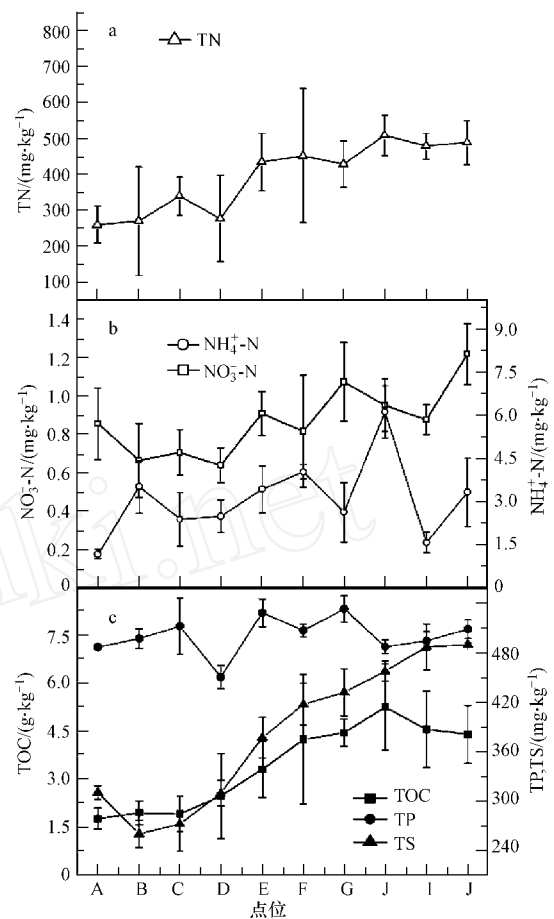 a
TN
800
700
600
500
400
300
200
100
TN/(mg·kg⁻¹)
b
NH₄⁺-N
NO₃⁻-N
1.4
1.2
1.0
0.8
0.6
0.4
0.2
0
NO₃⁻-N/(mg·kg⁻¹)
9.0
7.5
6.0
4.5
3.0
1.5
0
NH₄⁺-N/(mg·kg⁻¹)
c
7.5
6.0
4.5
3.0
1.5
0
TOC/(g·kg⁻¹)
480
420
360
300
240
TP,TS/(mg·kg⁻¹)
TOC
TP
TS
A B C D E F G J I J
点位